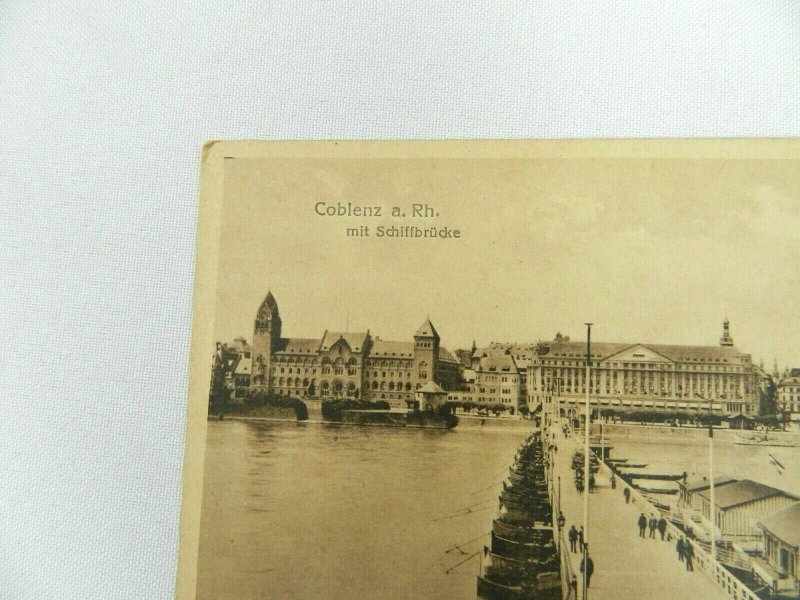 Coblenz a. Rh.
mit Schiffbrücke